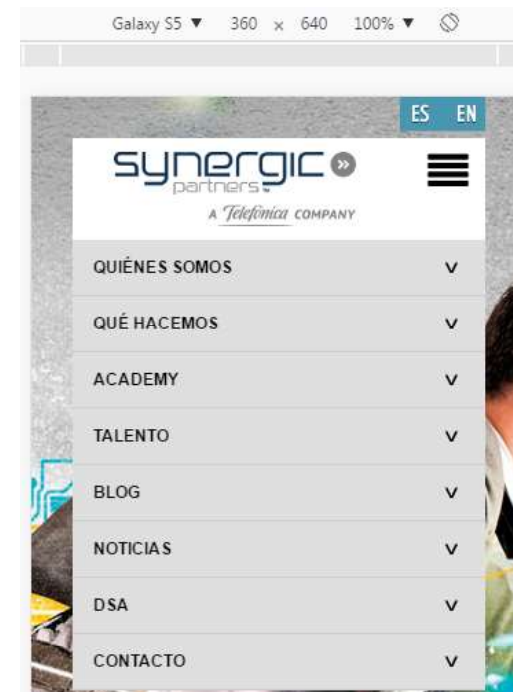 Galaxy S5 ▼ 360 x 640 100% ▼
ES EN
synergic »
partners
A Telefónica COMPANY
QUIÉNES SOMOS v
QUÉ HACEMOS v
ACADEMY v
TALENTO v
BLOG v
NOTICIAS v
DSA v
CONTACTO v